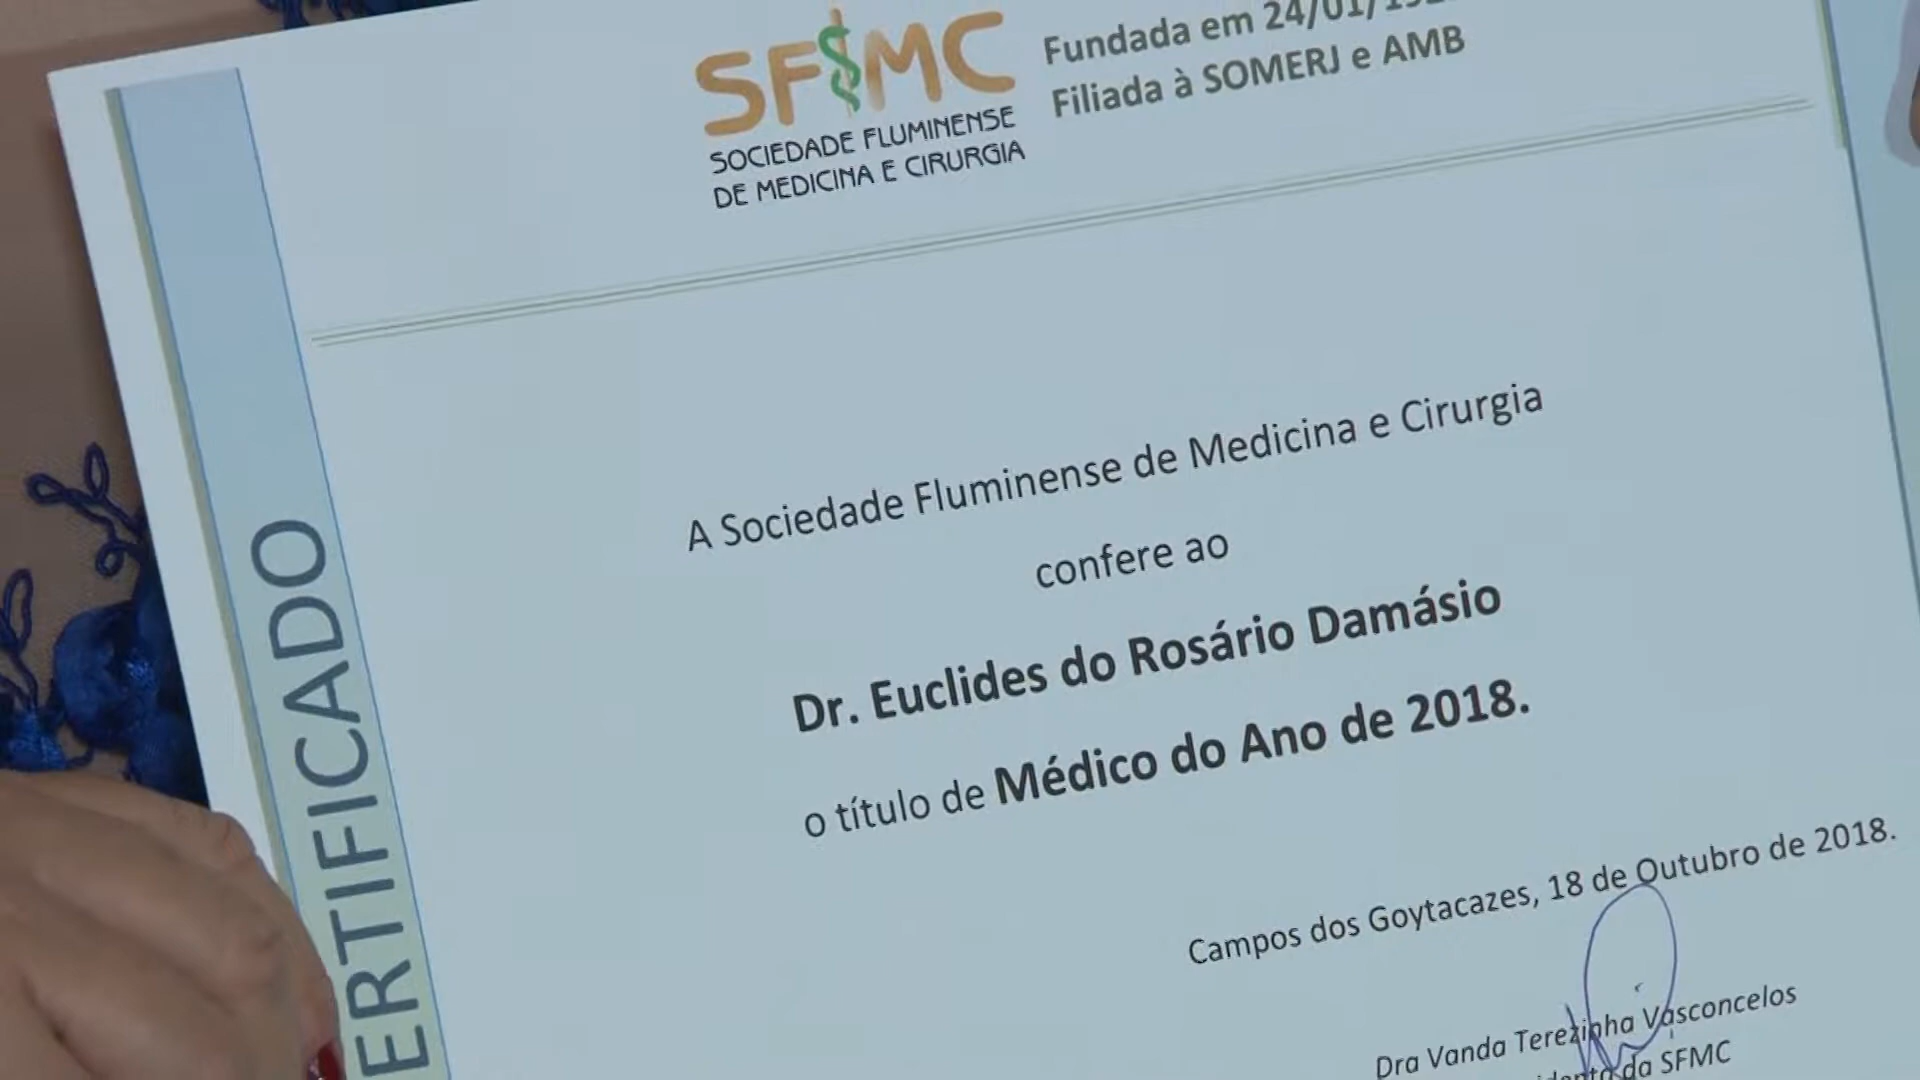 SFMC
SOCIEDADE FLUMINENSE
DE MEDICINA E CIRURGIA
Fundada em 24/01/
Filiada à SOMERJ e AMB
A Sociedade Fluminense de Medicina e Cirurgia
confere ao
Dr. Euclides do Rosário Damásio
o título de Médico do Ano de 2018.
Campos dos Goytacazes, 18 de Outubro de 2018.
Dra Vanda Terezinha Vasconcelos
da SFMC
ERTIFICADO